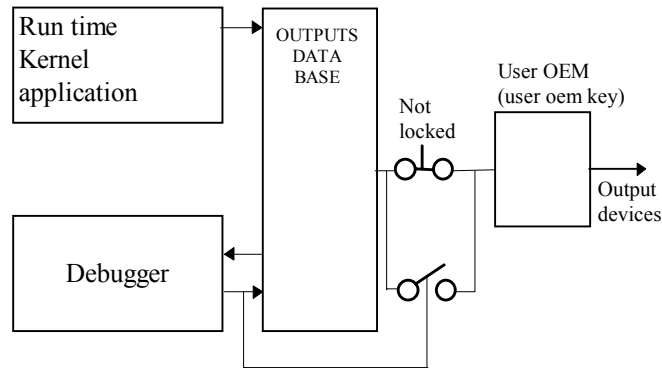 Run time
Kernel
application
OUTPUTS
DATA
BASE
User OEM
(user oem key)
Not
locked
Output
devices
Debugger